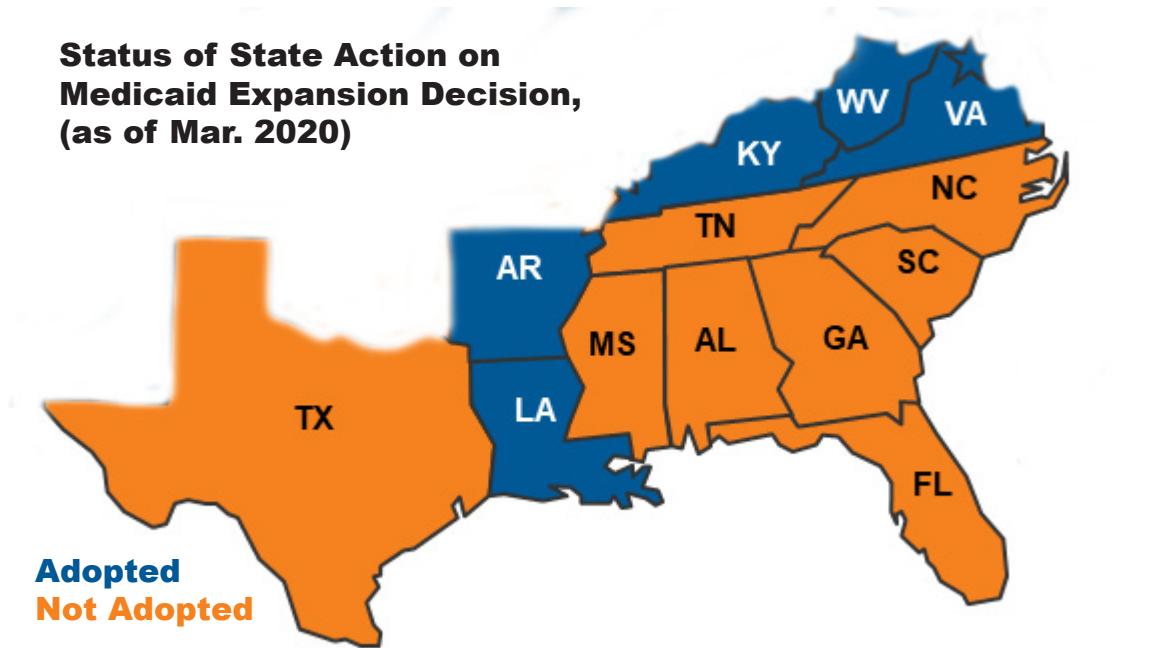 Status of State Action on
Medicaid Expansion Decision,
(as of Mar. 2020)
WV
VA
KY
NC
TN
SC
AR
MS
AL
GA
LA
TX
FL
Adopted
Not Adopted